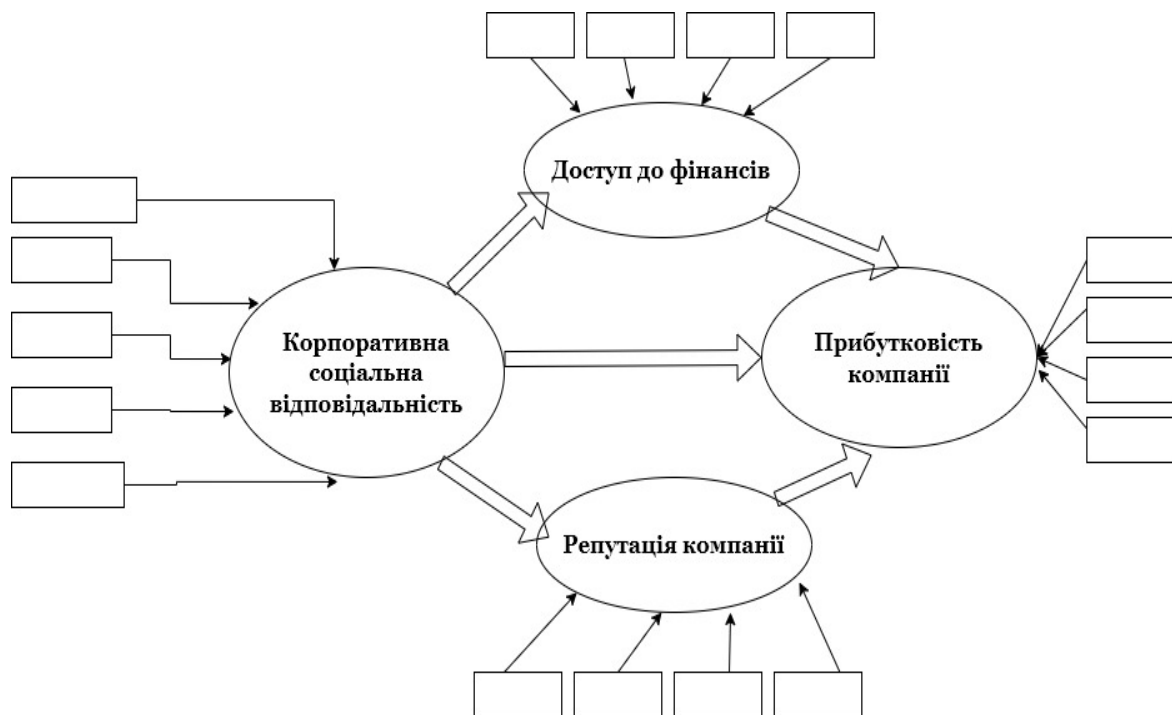 Доступ до фінансів
Корпоративна
соціальна
відповідальність
Прибутковість
компанії
Репутація компанії